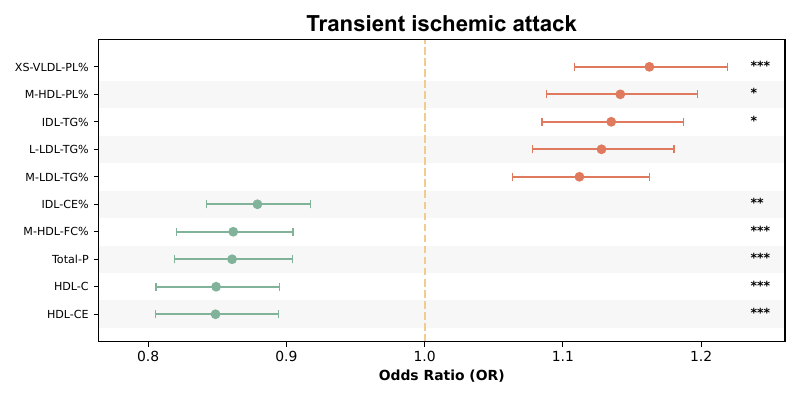 Transient ischemic attack
XS-VLDL-PL% ***
M-HDL-PL% *
IDL-TG% *
L-LDL-TG%
M-LDL-TG%
IDL-CE% **
M-HDL-FC% ***
Total-P ***
HDL-C ***
HDL-CE ***
0.8 0.9 1.0 1.1 1.2
Odds Ratio (OR)